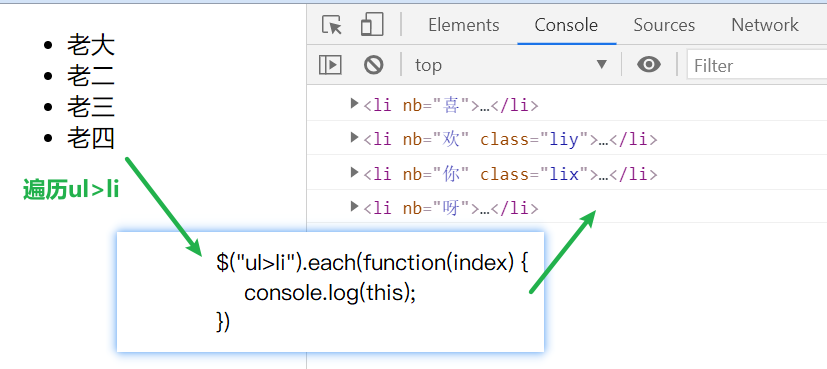 老大
老二
老三
老四
遍历ul>li
$("ul>li").each(function(index) {
console.log(this);
})
Elements Console Sources Network
top Filter
<li nb="喜">…</li>
<li nb="欢" class="liy">…</li>
<li nb="你" class="lix">…</li>
<li nb="呀">…</li>